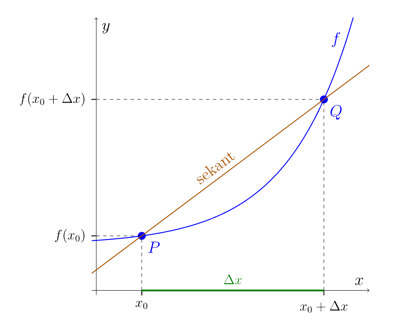 y
f
f(x₀ + Δx)
Q
sekant
f(x₀)
P
Δx
x
x₀
x₀ + Δx